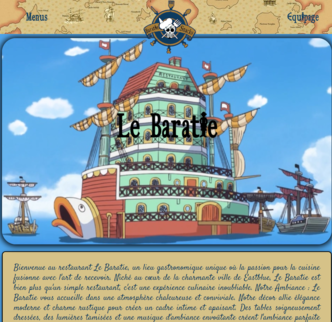 Menus
Equipage
Le Baratie
Bienvenue au restaurant Le Baratie, un lieu gastronomique unique où la passion pour la cuisine
fusionne avec l'art de recevoir. Niché au cœur de la charmante ville de Eastblue, Le Baratie est
bien plus qu'un simple restaurant, c'est une expérience culinaire inoubliable. Notre Ambiance : Le
Baratie vous accueille dans une atmosphère chaleureuse et conviviale. Notre décor allie élégance
moderne et charme rustique pour créer un cadre intime et apaisant. Des tables soigneusement
dressées, des lumières tamisées et une musique d'ambiance envoûtante créent l'ambiance parfaite